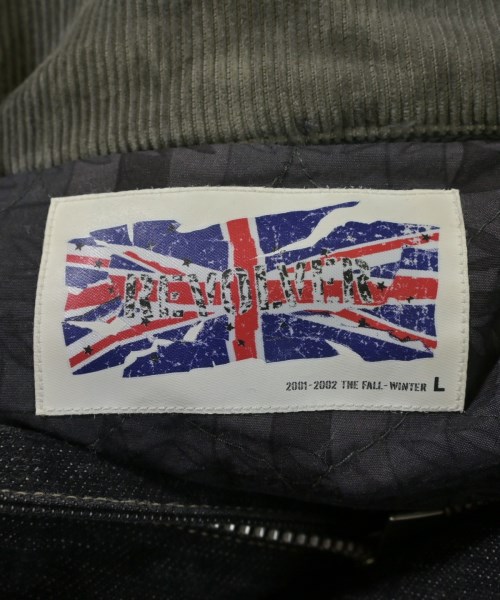 REVOLVER
2001-2002 THE FALL-WINTER L